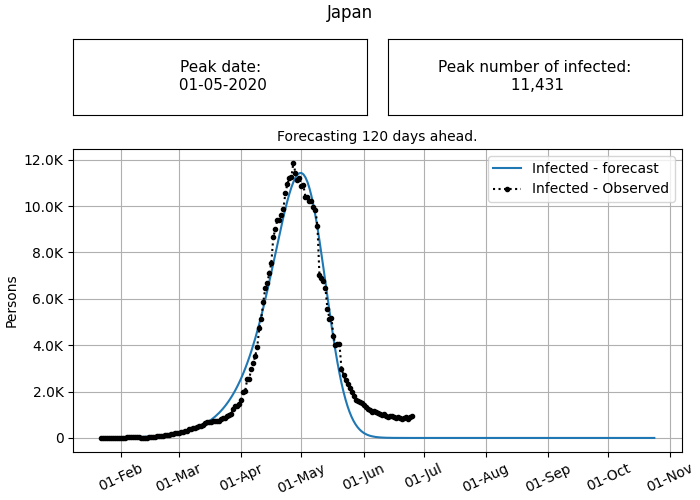 Japan
Peak date:
01-05-2020
Peak number of infected:
11,431
Forecasting 120 days ahead.
Infected - forecast
Infected - Observed
Persons
12.0K
10.0K
8.0K
6.0K
4.0K
2.0K
0
01-Feb
01-Mar
01-Apr
01-May
01-Jun
01-Jul
01-Aug
01-Sep
01-Oct
01-Nov